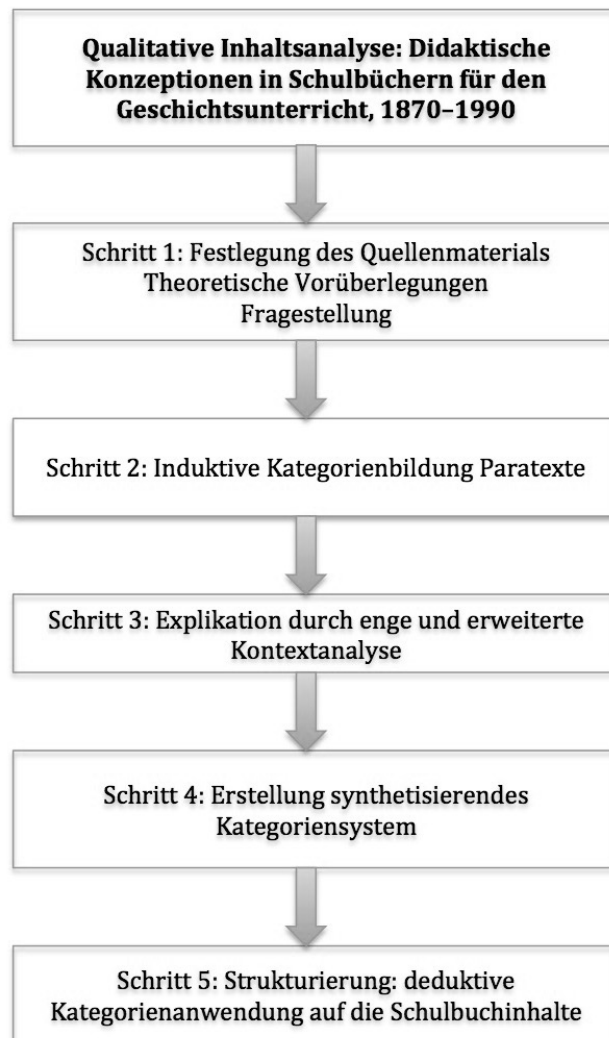 Qualitative Inhaltsanalyse: Didaktische
Konzeptionen in Schulbüchern für den
Geschichtsunterricht, 1870–1990
Schritt 1: Festlegung des Quellenmaterials
Theoretische Vorüberlegungen
Fragestellung
Schritt 2: Induktive Kategorienbildung Paratexte
Schritt 3: Explikation durch enge und erweiterte
Kontextanalyse
Schritt 4: Erstellung synthetisierendes
Kategoriensystem
Schritt 5: Strukturierung: deduktive
Kategorienanwendung auf die Schulbuchinhalte